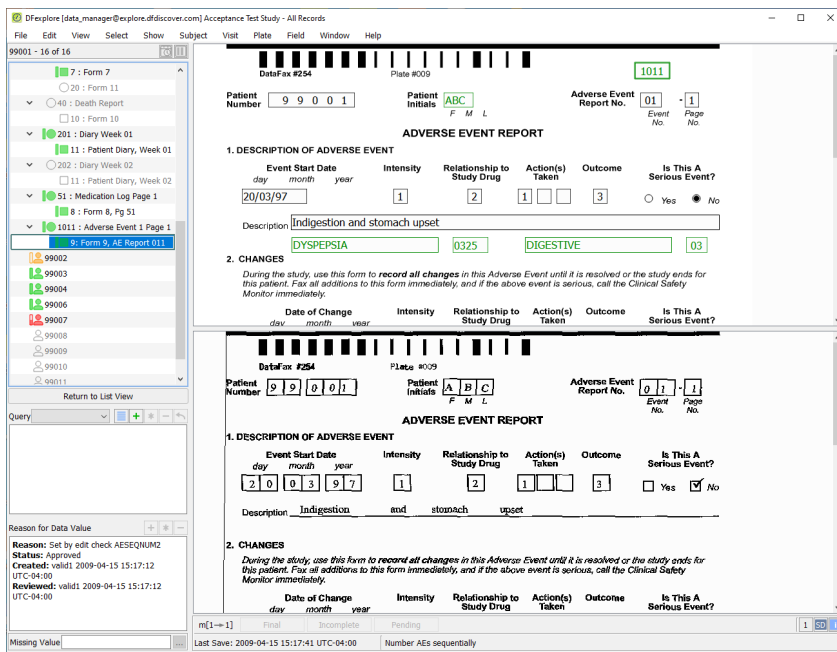 DFexplore [data_manager@explore.dfdiscover.com] Acceptance Test Study - All Records
File Edit View Select Show Subject Visit Plate Field Window Help
99001 - 16 of 16
7 : Form 7
20 : Form 11
40 : Death Report
10 : Form 10
201 : Diary Week 01
11 : Patient Diary, Week 01
202 : Diary Week 02
11 : Patient Diary, Week 02
51 : Medication Log Page 1
8 : Form 8, Pg 51
1011 : Adverse Event 1 Page 1
9: Form 9, AE Report 011
99002
99003
99004
99006
99007
99008
99009
99010
99011
Return to List View
Query
Reason for Data Value
Reason: Set by edit check AESEQNUM2
Status: Approved
Created: valid1 2009-04-15 15:17:12
UTC-04:00
Reviewed: valid1 2009-04-15 15:17:12
UTC-04:00
Missing Value ...
DataFax #254 Plate #009 1011
Patient Number 9 9 0 0 1 Patient Initials ABC Adverse Event Report No. 01 - 1
F M L Event No. Page No.
ADVERSE EVENT REPORT
1. DESCRIPTION OF ADVERSE EVENT
Event Start Date Intensity Relationship to Study Drug Action(s) Taken Outcome Is This A Serious Event?
day month year
20/03/97 1 2 1 3 Yes No
Description Indigestion and stomach upset
DYSPEPSIA 0325 DIGESTIVE 03
2. CHANGES
During the study, use this form to record all changes in this Adverse Event until it is resolved or the study ends for
this patient. Fax all additions to this form immediately, and if the above event is serious, call the Clinical Safety
Monitor immediately.
Date of Change Intensity Relationship to Study Drug Action(s) Taken Outcome Is This A Serious Event?
day month year
DataFax #254 Plate #009
Patient Number 9 9 0 0 1 Patient Initials A B C Adverse Event Report No. 0 1 - 1
F M L Event No. Page No.
ADVERSE EVENT REPORT
1. DESCRIPTION OF ADVERSE EVENT
Event Start Date Intensity Relationship to Study Drug Action(s) Taken Outcome Is This A Serious Event?
day month year
2 0 0 3 9 7 1 2 1 3 Yes No
Description Indigestion and stomach upset
2. CHANGES
During the study, use this form to record all changes in this Adverse Event until it is resolved or the study ends for
this patient. Fax all additions to this form immediately, and if the above event is serious, call the Clinical Safety
Monitor immediately.
Date of Change Intensity Relationship to Study Drug Action(s) Taken Outcome Is This A Serious Event?
day month year
m[1→1] Final Incomplete Pending 1 SD
Last Save: 2009-04-15 15:17:41 UTC-04:00 Number AEs sequentially